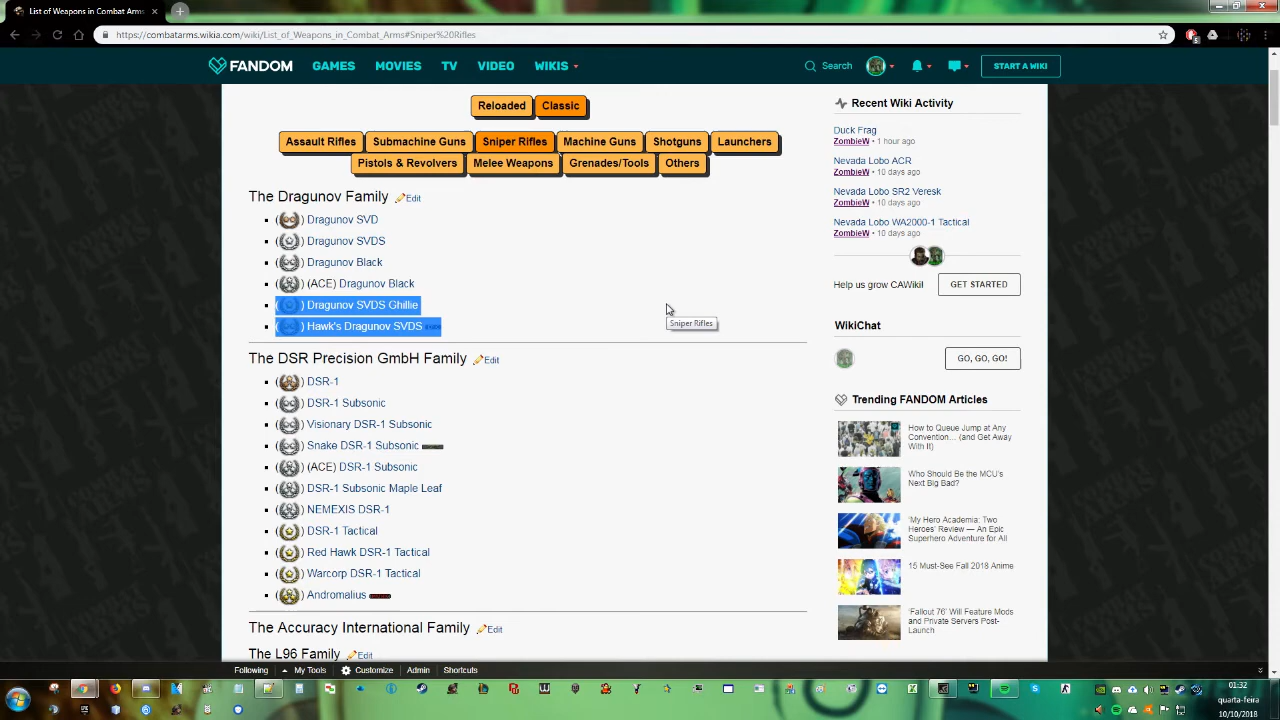 List of Weapons in Combat Arms
https://combatarms.wikia.com/wiki/List_of_Weapons_in_Combat_Arms#Sniper%20Rifles
FANDOM GAMES MOVIES TV VIDEO WIKIS Search START A WIKI
Reloaded Classic
Assault Rifles Submachine Guns Sniper Rifles Machine Guns Shotguns Launchers
Pistols & Revolvers Melee Weapons Grenades/Tools Others
The Dragunov Family Edit
( ) Dragunov SVD
( ) Dragunov SVDS
( ) Dragunov Black
( ) (ACE) Dragunov Black
( ) Dragunov SVDS Ghillie
( ) Hawk's Dragunov SVDS
Sniper Rifles
The DSR Precision GmbH Family Edit
( ) DSR-1
( ) DSR-1 Subsonic
( ) Visionary DSR-1 Subsonic
( ) Snake DSR-1 Subsonic
( ) (ACE) DSR-1 Subsonic
( ) DSR-1 Subsonic Maple Leaf
( ) NEMEXIS DSR-1
( ) DSR-1 Tactical
( ) Red Hawk DSR-1 Tactical
( ) Warcorp DSR-1 Tactical
( ) Andromalius
The Accuracy International Family Edit
The L96 Family Edit
Recent Wiki Activity
Duck Frag
ZombieW • 1 hour ago
Nevada Lobo ACR
ZombieW • 10 days ago
Nevada Lobo SR2 Veresk
ZombieW • 10 days ago
Nevada Lobo WA2000-1 Tactical
ZombieW • 10 days ago
Help us grow CAWiki! GET STARTED
WikiChat
GO, GO, GO!
Trending FANDOM Articles
How to Queue Jump at Any
Convention… (and Get Away
With It)
Who Should Be the MCU's
Next Big Bad?
'My Hero Academia: Two
Heroes' Review — An Epic
Superhero Adventure for All
15 Must-See Fall 2018 Anime
'Fallout 76' Will Feature Mods
and Private Servers Post-
Launch
Following My Tools Customize Admin Shortcuts
01:32
quarta-feira
10/10/2018